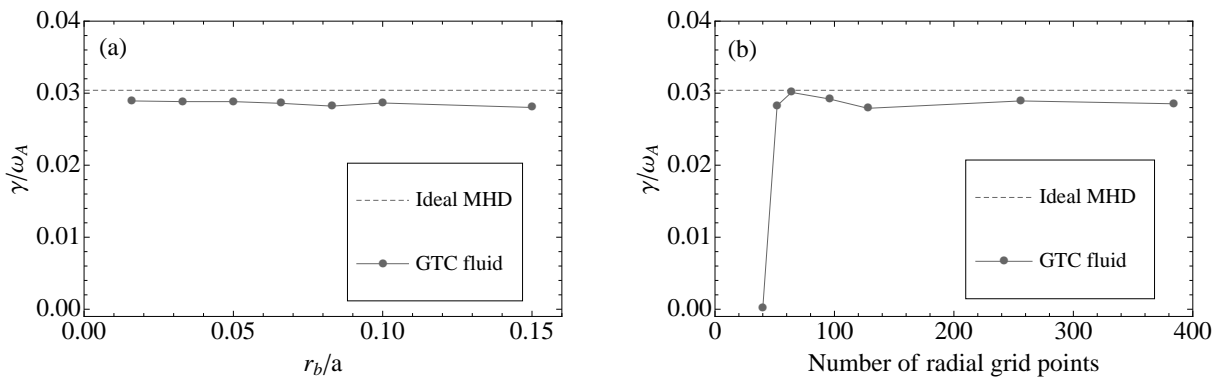 (a)
0.04
0.03
0.02
0.01
0.00
γ/ω_A
Ideal MHD
GTC fluid
0.00 0.05 0.10 0.15
r_b/a
(b)
0.04
0.03
0.02
0.01
0.00
γ/ω_A
Ideal MHD
GTC fluid
0 100 200 300 400
Number of radial grid points